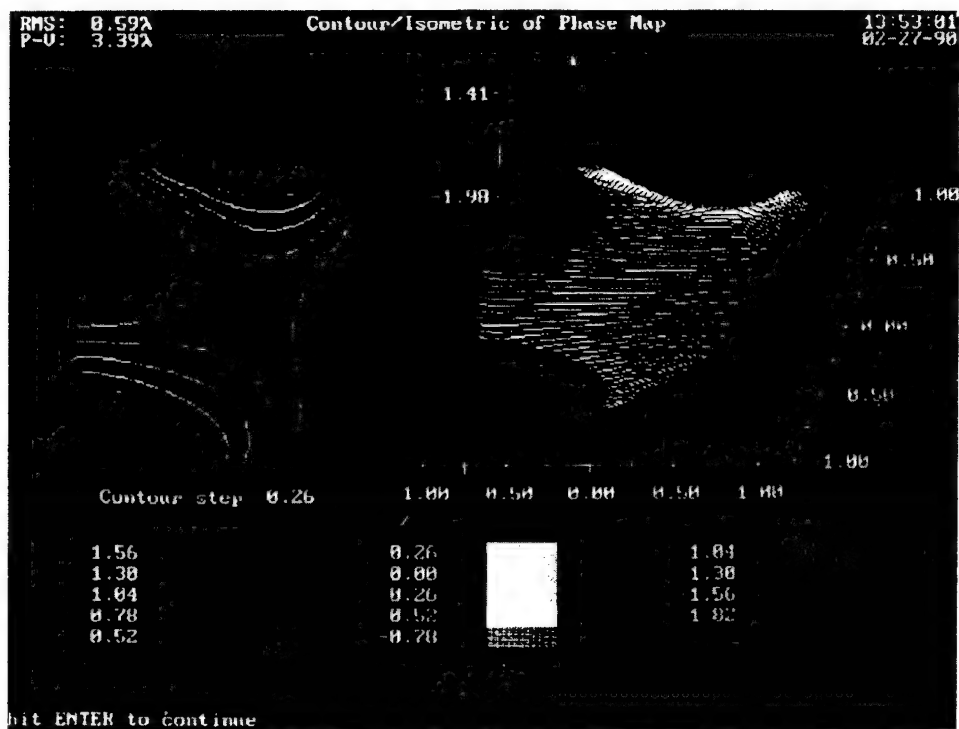 RMS: 0.59λ
P-V: 3.39λ
Contour/Isometric of Phase Map
13:53:01
02-27-90
1.41
-1.98
1.00
0.50
0.00
0.50
1.00
Contour step 0.26
1.00 0.50 0.00 0.50 1.00
1.56 0.26 1.04
1.30 0.00 1.30
1.04 0.26 1.56
0.78 0.52 1.82
0.52 -0.78
hit ENTER to continue